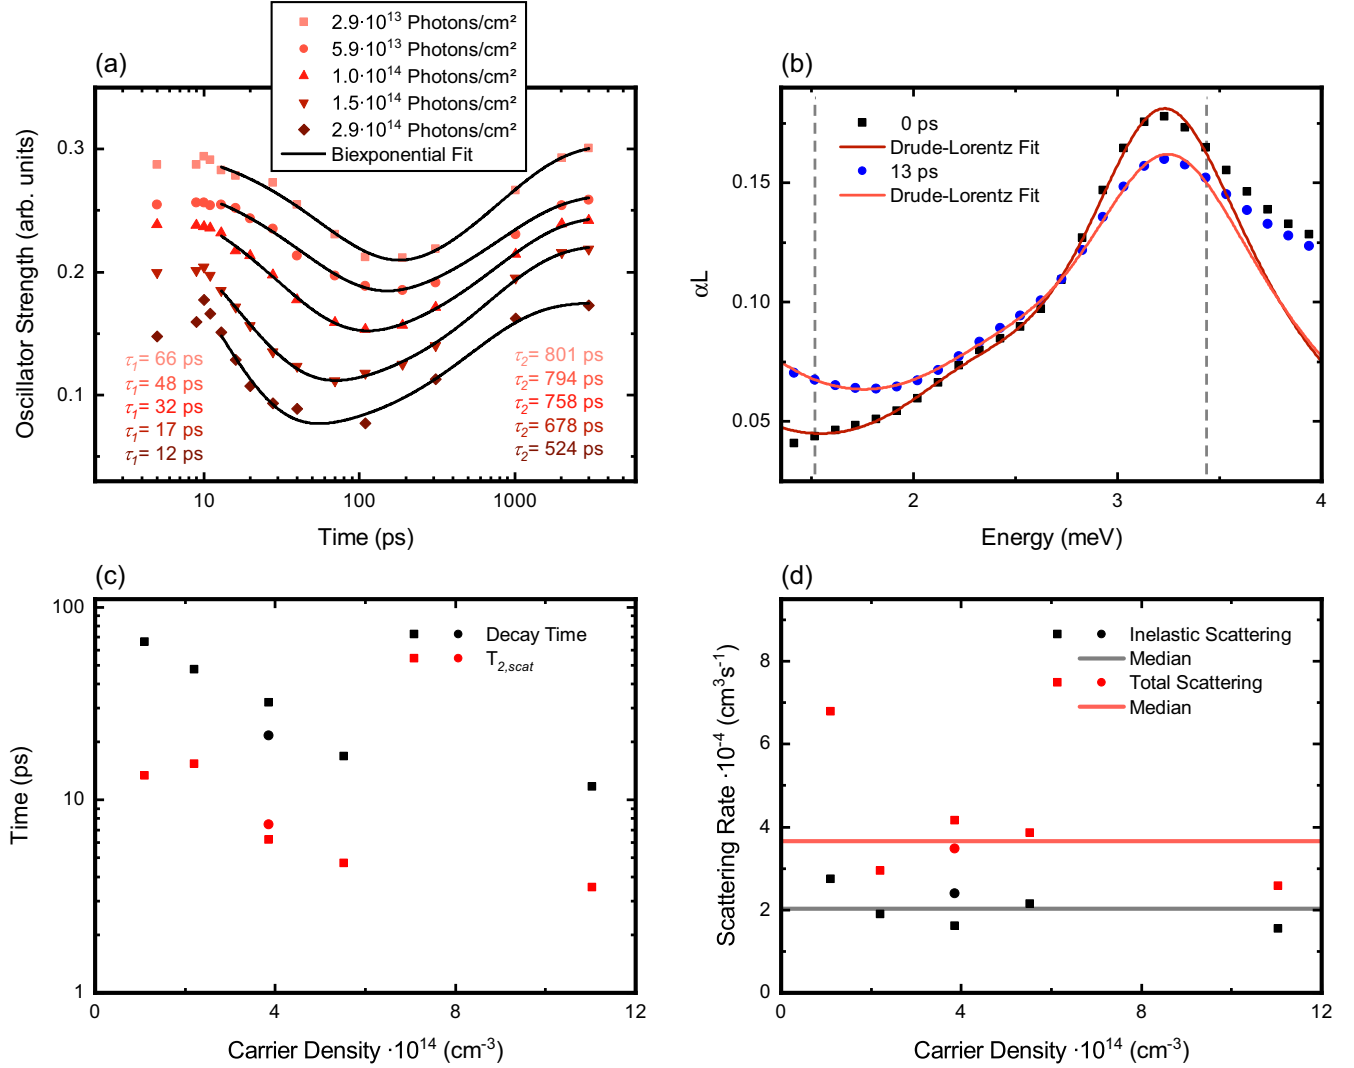 2.9·10¹³ Photons/cm²
5.9·10¹³ Photons/cm²
1.0·10¹⁴ Photons/cm²
1.5·10¹⁴ Photons/cm²
2.9·10¹⁴ Photons/cm²
Biexponential Fit
(a)
0.3
0.2
0.1
Oscillator Strength (arb. units)
τ₁= 66 ps
τ₁= 48 ps
τ₁= 32 ps
τ₁= 17 ps
τ₁= 12 ps
τ₂= 801 ps
τ₂= 794 ps
τ₂= 758 ps
τ₂= 678 ps
τ₂= 524 ps
10
100
1000
Time (ps)
(b)
0 ps
Drude-Lorentz Fit
13 ps
Drude-Lorentz Fit
0.15
0.10
0.05
αL
2
3
4
Energy (meV)
(c)
100
10
1
Time (ps)
Decay Time
T2,scat
0
4
8
12
Carrier Density ·10¹⁴ (cm⁻³)
(d)
8
6
4
2
0
Scattering Rate ·10⁻⁴ (cm³s⁻¹)
Inelastic Scattering
Median
Total Scattering
Median
0
4
8
12
Carrier Density ·10¹⁴ (cm⁻³)